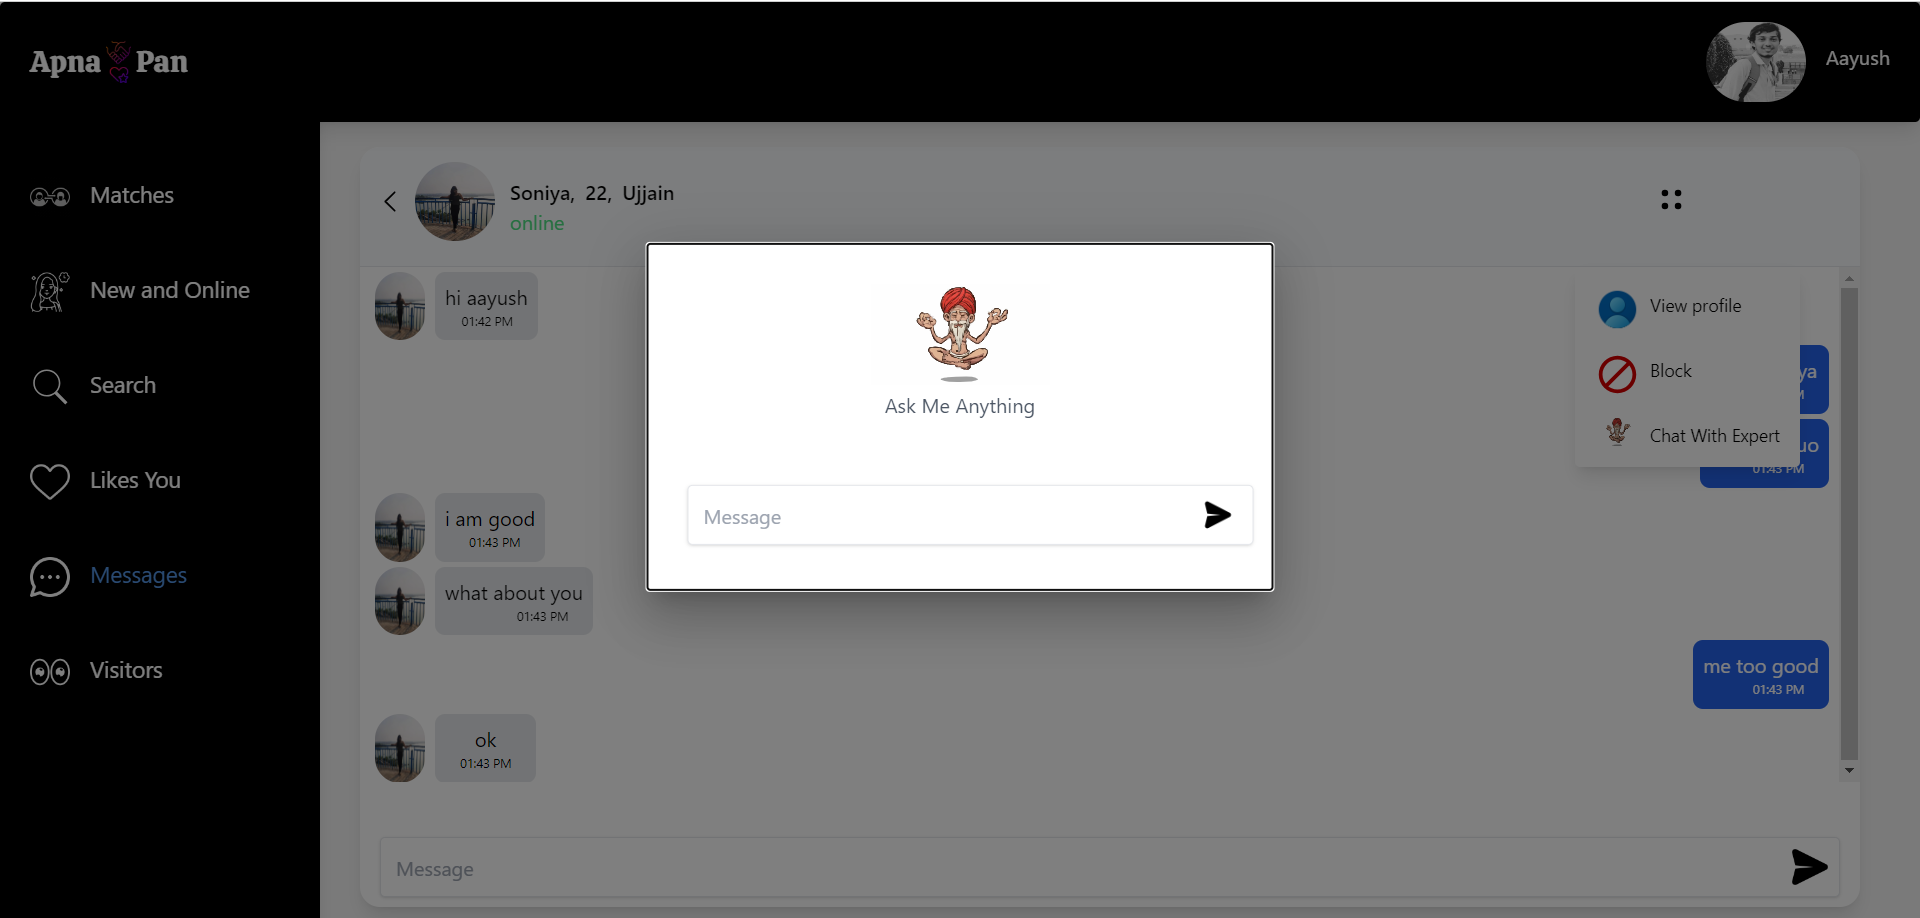 Apna Pan
Aayush
Matches
New and Online
Search
Likes You
Messages
Visitors
Soniya, 22, Ujjain
online
hi aayush
01:42 PM
View profile
Block
Chat With Expert
ya
M
uo
01:43 PM
i am good
01:43 PM
what about you
01:43 PM
me too good
01:43 PM
ok
01:43 PM
Message
Ask Me Anything
Message